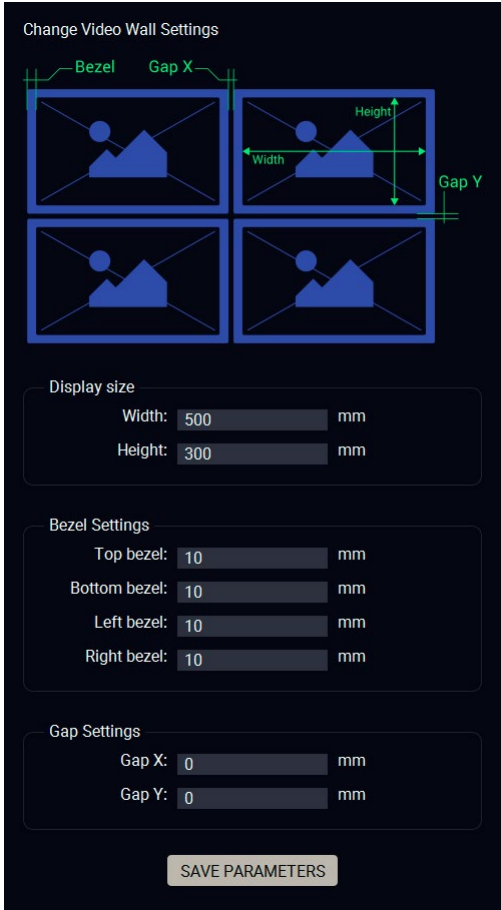 Change Video Wall Settings
Bezel Gap X
Height
Width
Gap Y
Display size
Width: 500 mm
Height: 300 mm
Bezel Settings
Top bezel: 10 mm
Bottom bezel: 10 mm
Left bezel: 10 mm
Right bezel: 10 mm
Gap Settings
Gap X: 0 mm
Gap Y: 0 mm
SAVE PARAMETERS